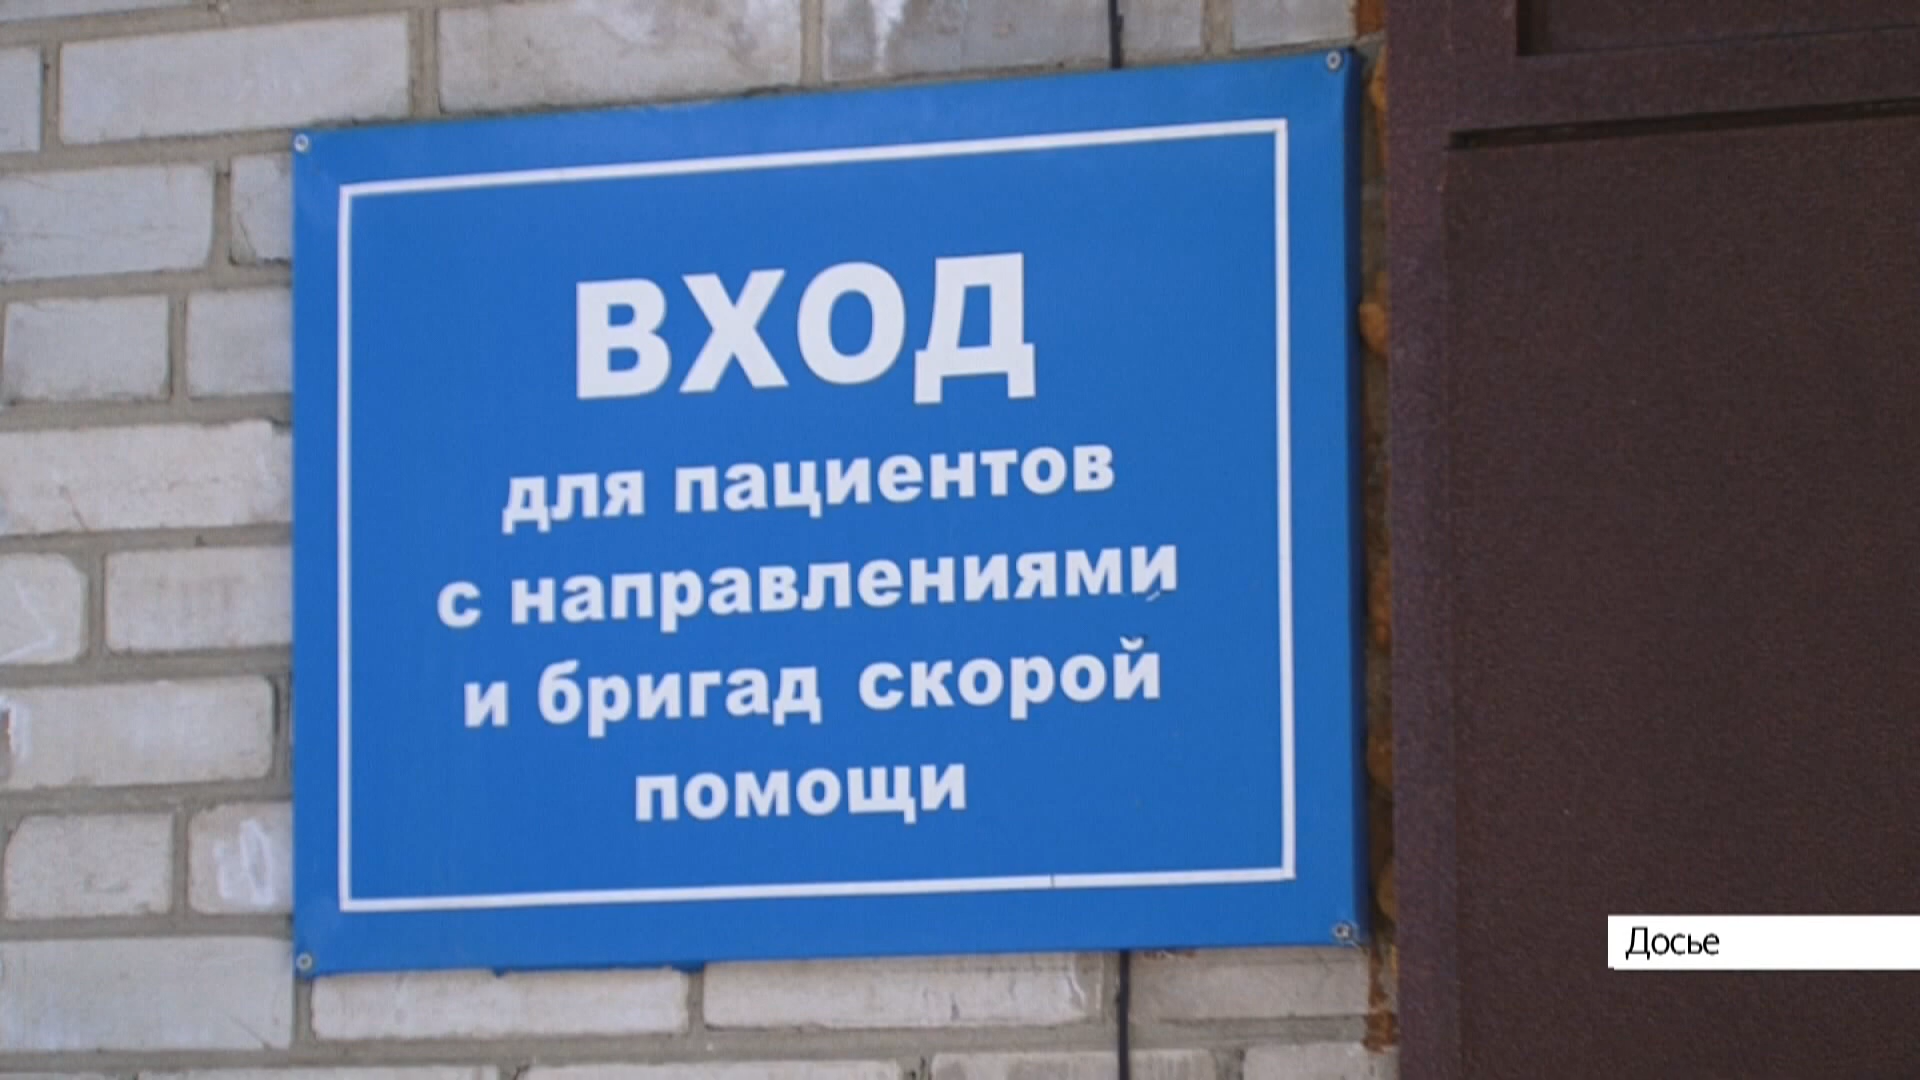 ВХОД
для пациентов
с направлениями
и бригад скорой
помощи
Досье